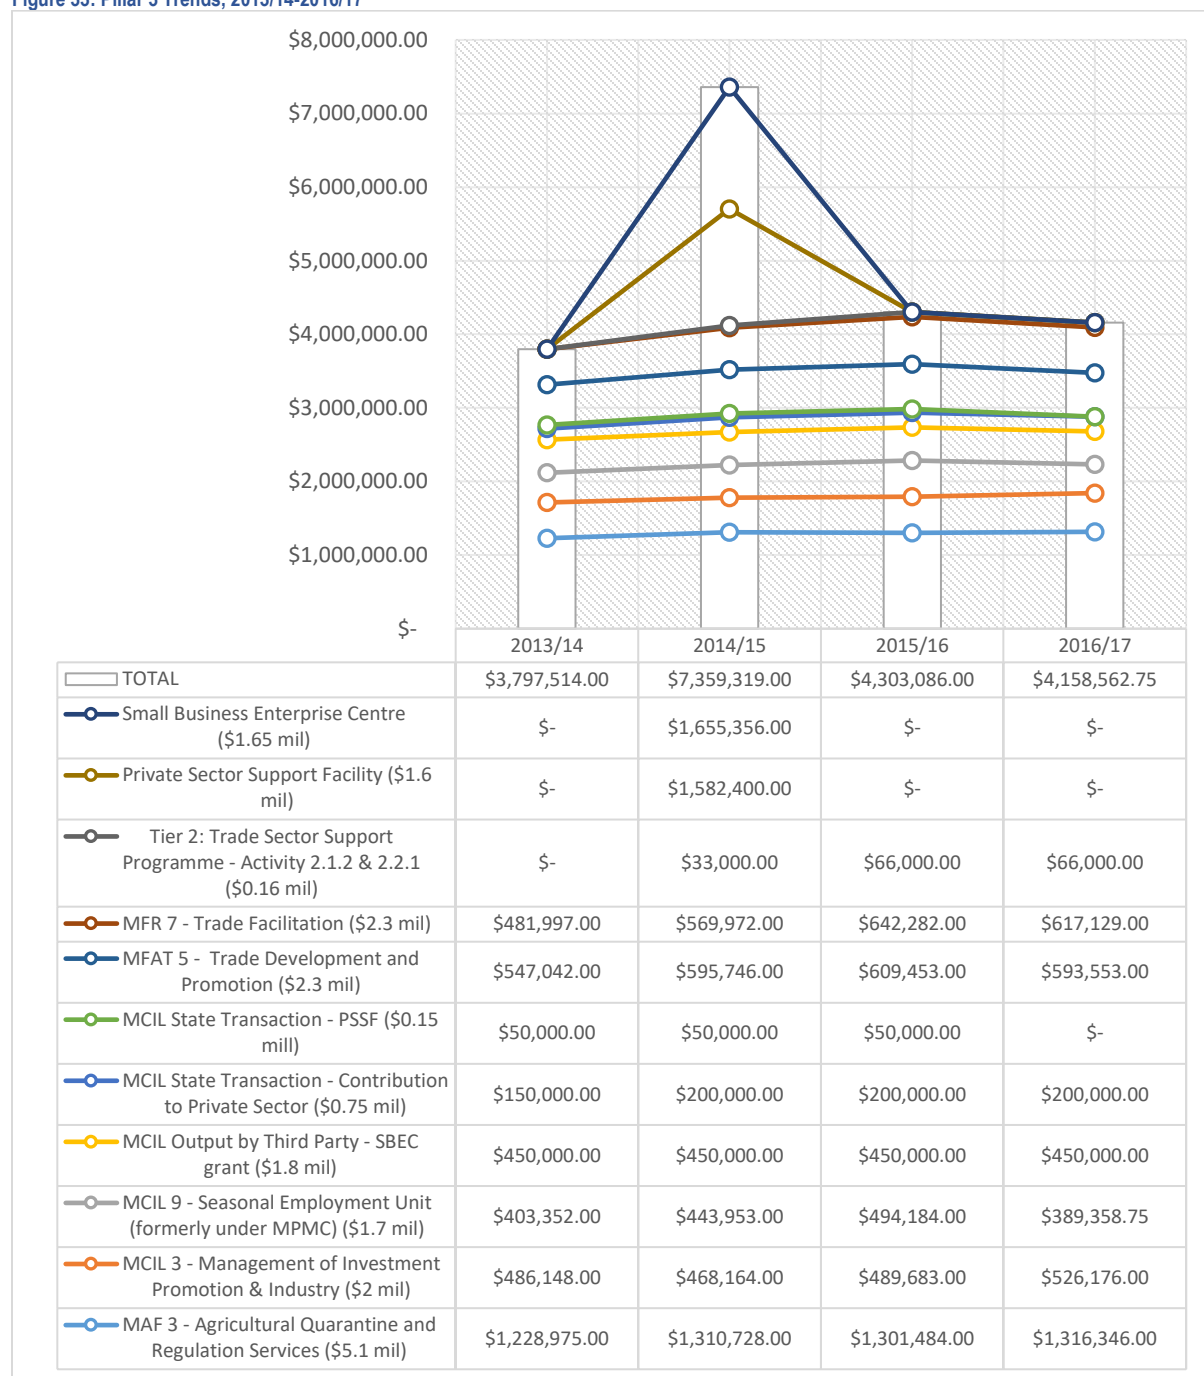 Figure 33: Pillar 3 Trends, 2013/14-2016/17
$8,000,000.00
$7,000,000.00
$6,000,000.00
$5,000,000.00
$4,000,000.00
$3,000,000.00
$2,000,000.00
$1,000,000.00
$-
2013/14 2014/15 2015/16 2016/17
TOTAL $3,797,514.00 $7,359,319.00 $4,303,086.00 $4,158,562.75
Small Business Enterprise Centre
($1.65 mil) $- $1,655,356.00 $- $-
Private Sector Support Facility ($1.6
mil) $- $1,582,400.00 $- $-
Tier 2: Trade Sector Support
Programme - Activity 2.1.2 & 2.2.1
($0.16 mil) $- $33,000.00 $66,000.00 $66,000.00
MFR 7 - Trade Facilitation ($2.3 mil) $481,997.00 $569,972.00 $642,282.00 $617,129.00
MFAT 5 - Trade Development and
Promotion ($2.3 mil) $547,042.00 $595,746.00 $609,453.00 $593,553.00
MCIL State Transaction - PSSF ($0.15
mill) $50,000.00 $50,000.00 $50,000.00 $-
MCIL State Transaction - Contribution
to Private Sector ($0.75 mil) $150,000.00 $200,000.00 $200,000.00 $200,000.00
MCIL Output by Third Party - SBEC
grant ($1.8 mil) $450,000.00 $450,000.00 $450,000.00 $450,000.00
MCIL 9 - Seasonal Employment Unit
(formerly under MPMC) ($1.7 mil) $403,352.00 $443,953.00 $494,184.00 $389,358.75
MCIL 3 - Management of Investment
Promotion & Industry ($2 mil) $486,148.00 $468,164.00 $489,683.00 $526,176.00
MAF 3 - Agricultural Quarantine and
Regulation Services ($5.1 mil) $1,228,975.00 $1,310,728.00 $1,301,484.00 $1,316,346.00